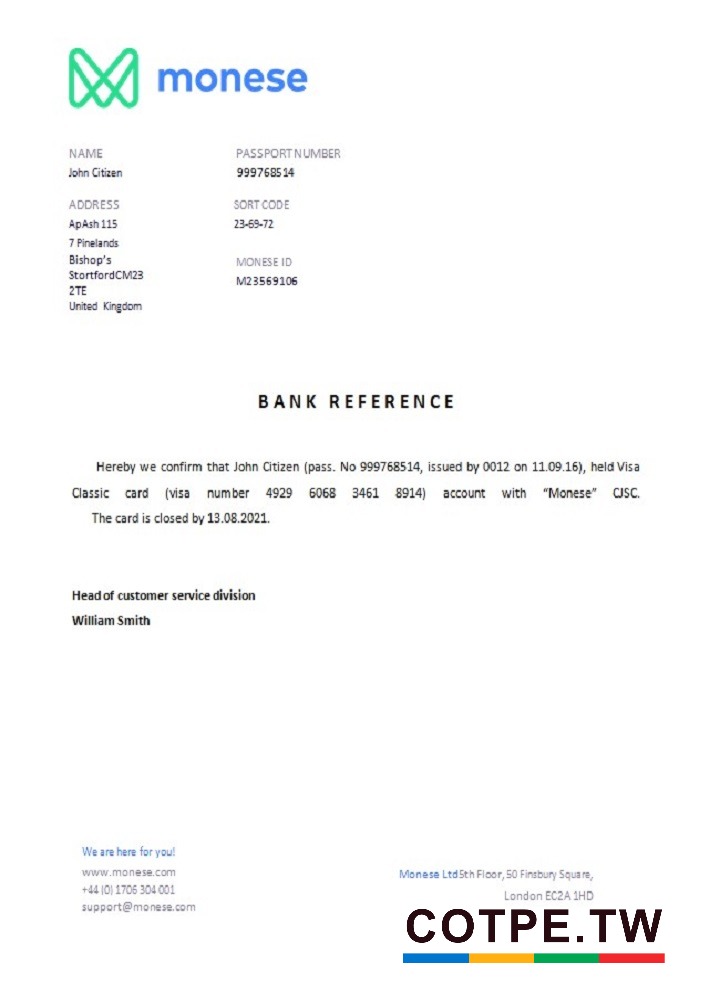 monese
NAME
John Citizen
PASSPORT NUMBER
999768514
ADDRESS
ApAsh 115
7 Pinelands
Bishop's
StortfordCM23
2TE
United Kingdom
SORT CODE
23-69-72
MONESE ID
M23569106
BANK REFERENCE
Hereby we confirm that John Citizen (pass. No 999768514, issued by 0012 on 11.09.16), held Visa
Classic card (visa number 4929 6068 3461 8914) account with “Monese” CJSC.
The card is closed by 13.08.2021.
Head of customer service division
William Smith
We are here for you!
www.monese.com
+44 (0) 1706 304 001
support@monese.com
Monese Ltd5th Floor, 50 Finsbury Square,
London EC2A 1HD
COTPE.TW